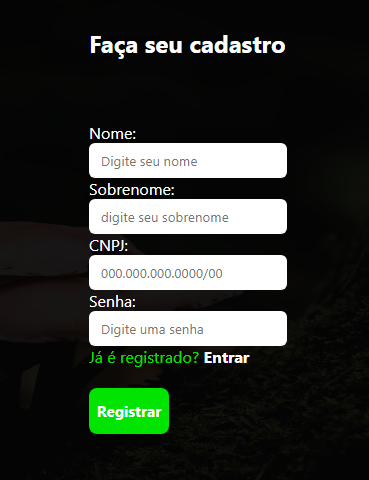 Faça seu cadastro
Nome:
Digite seu nome
Sobrenome:
digite seu sobrenome
CNPJ:
000.000.000.0000/00
Senha:
Digite uma senha
Já é registrado? Entrar
Registrar